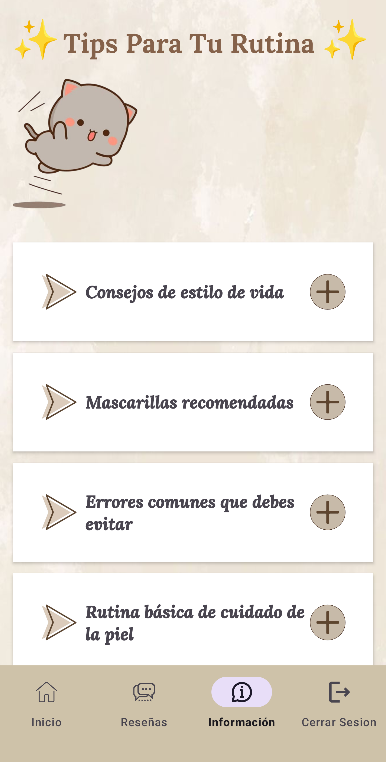 ✨ Tips Para Tu Rutina ✨
Consejos de estilo de vida
Mascarillas recomendadas
Errores comunes que debes
evitar
Rutina básica de cuidado de
la piel
Inicio
Reseñas
Información
Cerrar Sesion